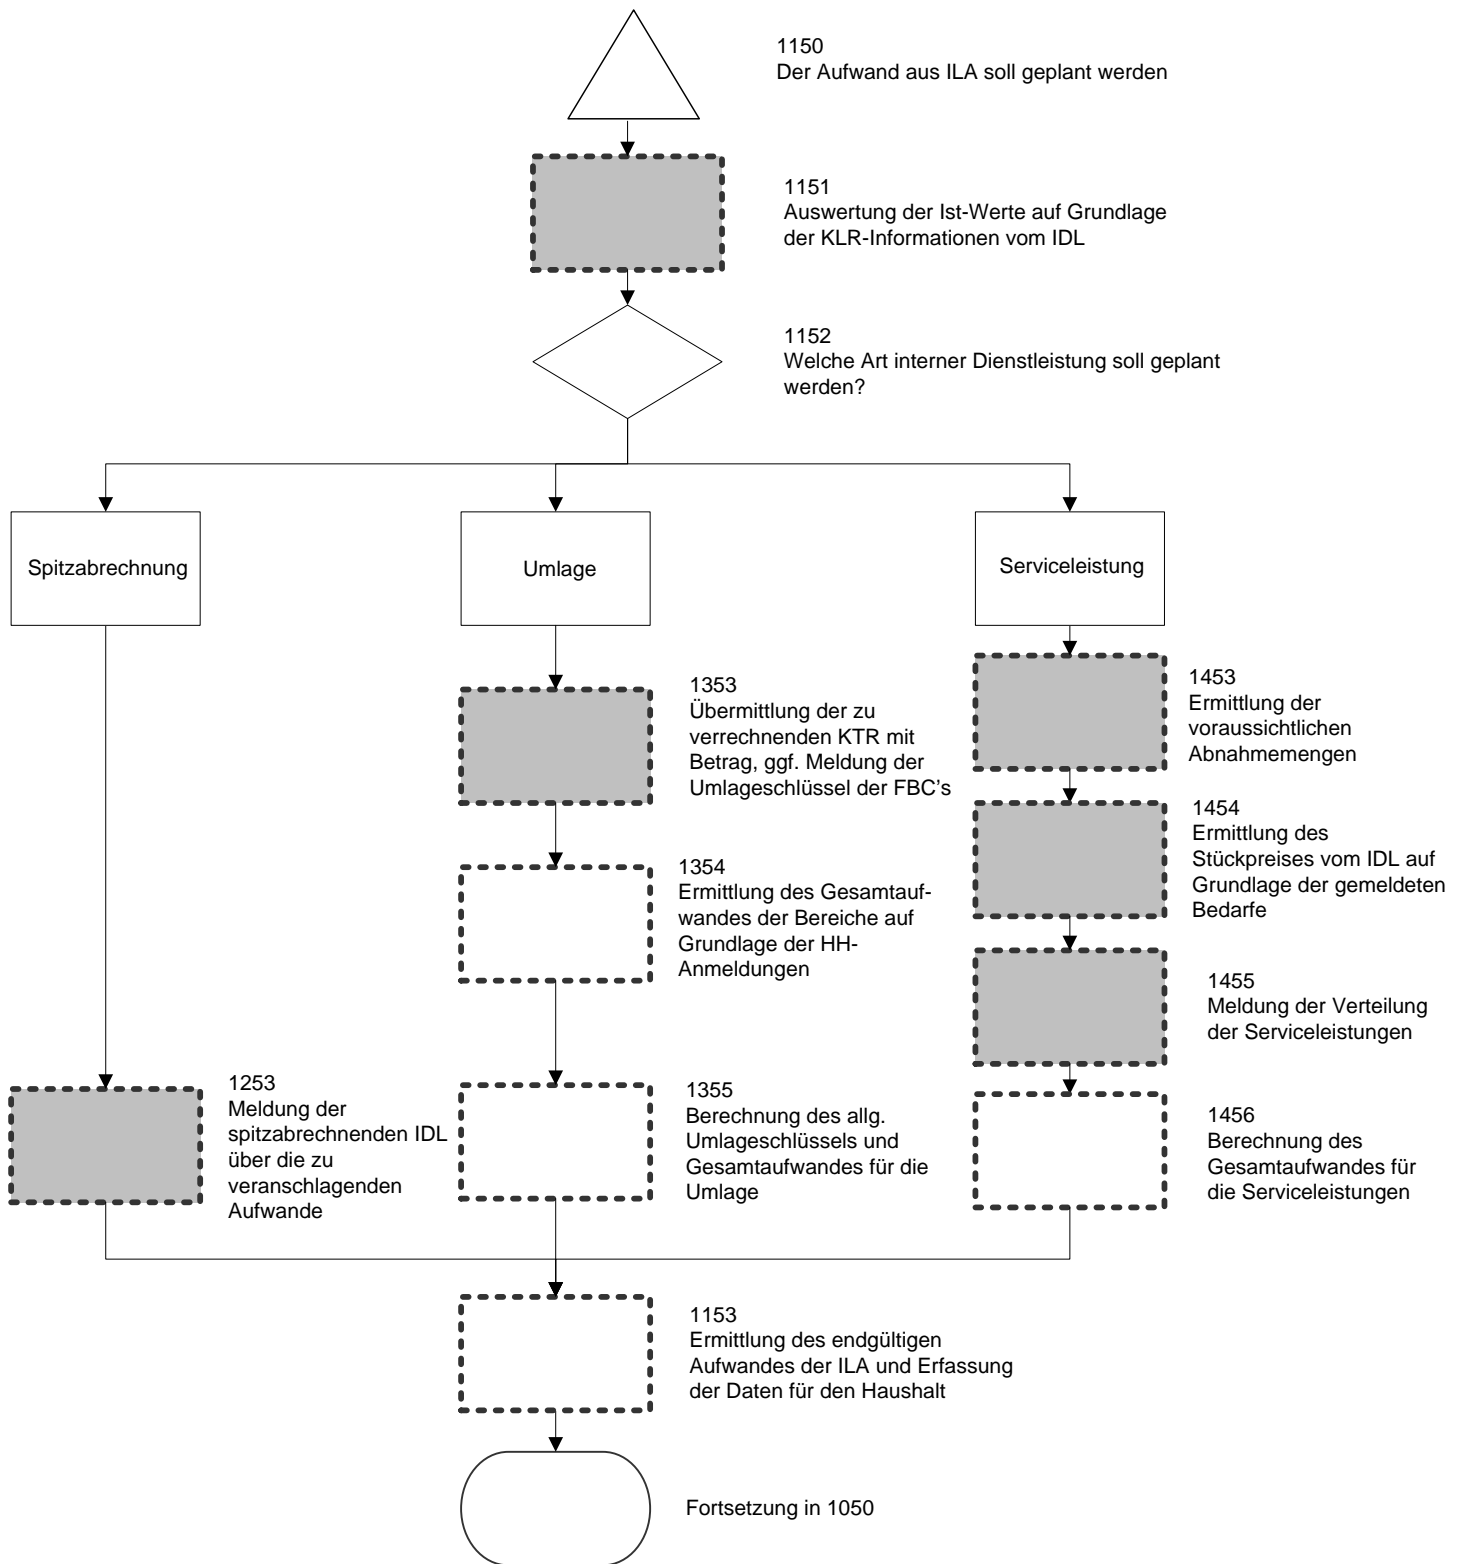 1150
Der Aufwand aus ILA soll geplant werden
1151
Auswertung der Ist-Werte auf Grundlage
der KLR-Informationen vom IDL
1152
Welche Art interner Dienstleistung soll geplant
werden?
Spitzabrechnung
Umlage
Serviceleistung
1353
Übermittlung der zu
verrechnenden KTR mit
Betrag, ggf. Meldung der
Umlageschlüssel der FBC's
1453
Ermittlung der
voraussichtlichen
Abnahmemengen
1354
Ermittlung des Gesamtauf-
wandes der Bereiche auf
Grundlage der HH-
Anmeldungen
1454
Ermittlung des
Stückpreises vom IDL auf
Grundlage der gemeldeten
Bedarfe
1455
Meldung der Verteilung
der Serviceleistungen
1253
Meldung der
spitzabrechnenden IDL
über die zu
veranschlagenden
Aufwande
1355
Berechnung des allg.
Umlageschlüssels und
Gesamtaufwandes für die
Umlage
1456
Berechnung des
Gesamtaufwandes für
die Serviceleistungen
1153
Ermittlung des endgültigen
Aufwandes der ILA und Erfassung
der Daten für den Haushalt
Fortsetzung in 1050